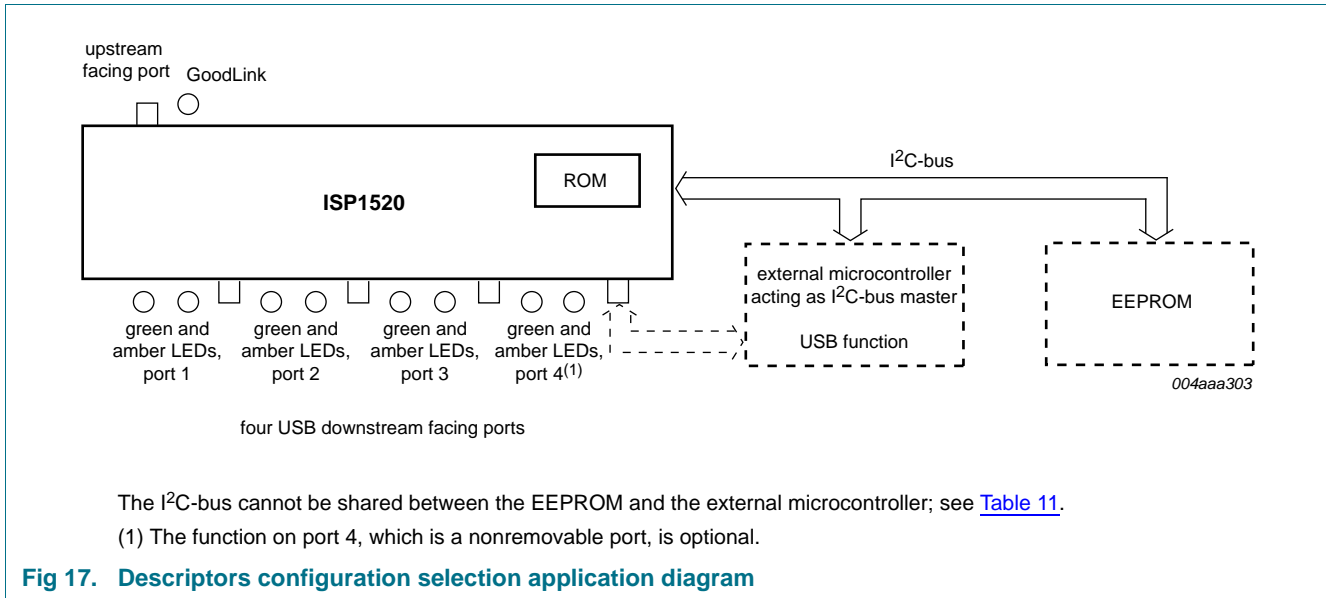 upstream
facing port
GoodLink
ISP1520
ROM
I2C-bus
external microcontroller
acting as I2C-bus master
USB function
EEPROM
green and
amber LEDs,
port 1
green and
amber LEDs,
port 2
green and
amber LEDs,
port 3
green and
amber LEDs,
port 4(1)
004aaa303
four USB downstream facing ports
The I2C-bus cannot be shared between the EEPROM and the external microcontroller; see Table 11.
(1) The function on port 4, which is a nonremovable port, is optional.
Fig 17. Descriptors configuration selection application diagram